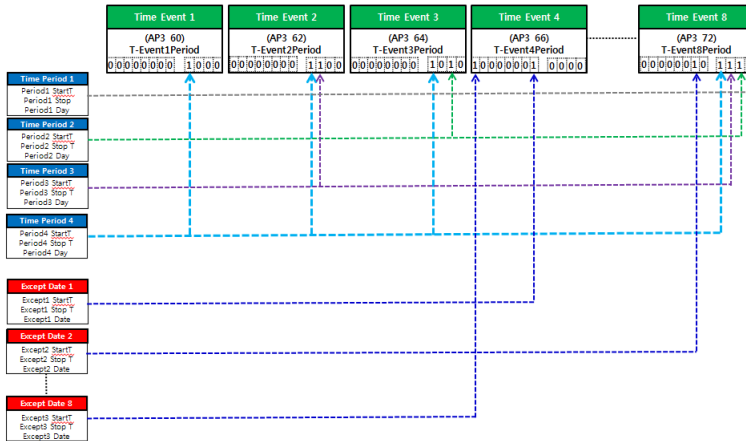 Time Event 1
Time Event 2
Time Event 3
Time Event 4
Time Event 8
(AP3 60)
(AP3 62)
(AP3 64)
(AP3 66)
(AP3 72)
T-Event1Period
T-Event2Period
T-Event3Period
T-Event4Period
T-Event8Period
00000000 1000
00000000 1100
00000000 1010
10000001 0000
00000010 111
Time Period 1
Period1 StartT
Period1 Stop
Period1 Day
Time Period 2
Period2 StartT
Period2 Stop T
Period2 Day
Time Period 3
Period3 StartT
Period3 Stop T
Period3 Day
Time Period 4
Period4 StartT
Period4 Stop T
Period4 Day
Except Date 1
Except1 StartT
Except1 Stop T
Except1 Date
Except Date 2
Except2 StartT
Except2 Stop T
Except2 Date
Except Date 8
Except3 StartT
Except3 Stop T
Except3 Date